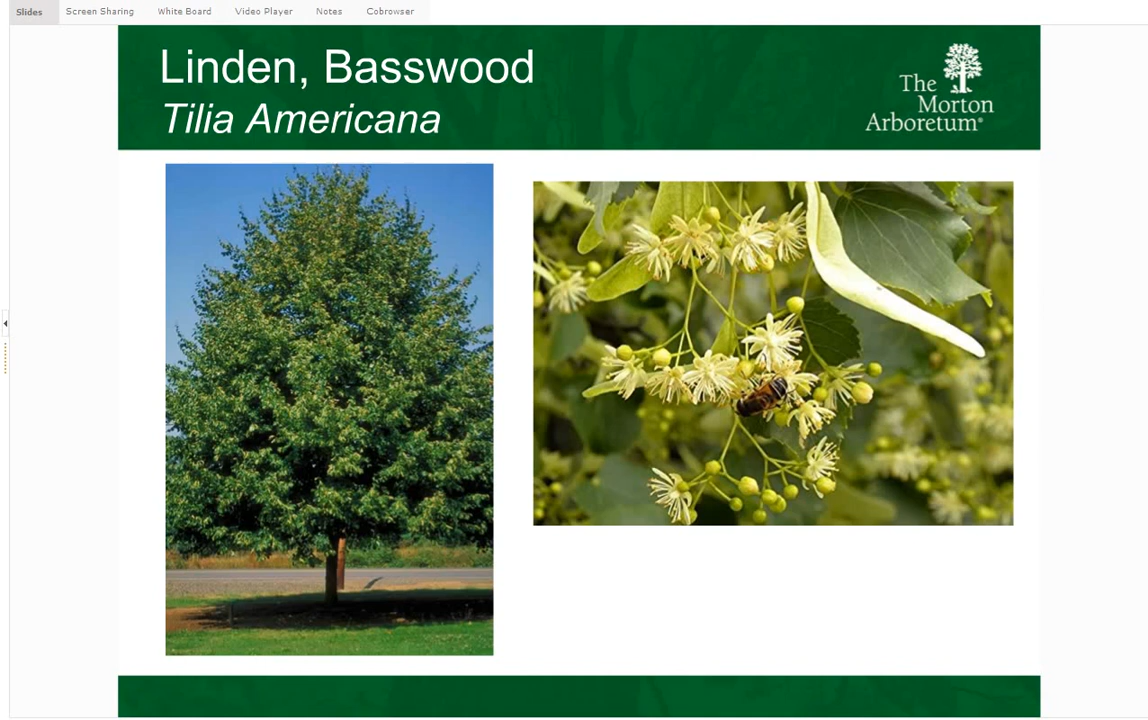 Slides Screen Sharing White Board Video Player Notes Cobrowser
Linden, Basswood
Tilia Americana
The
Morton
Arboretum®